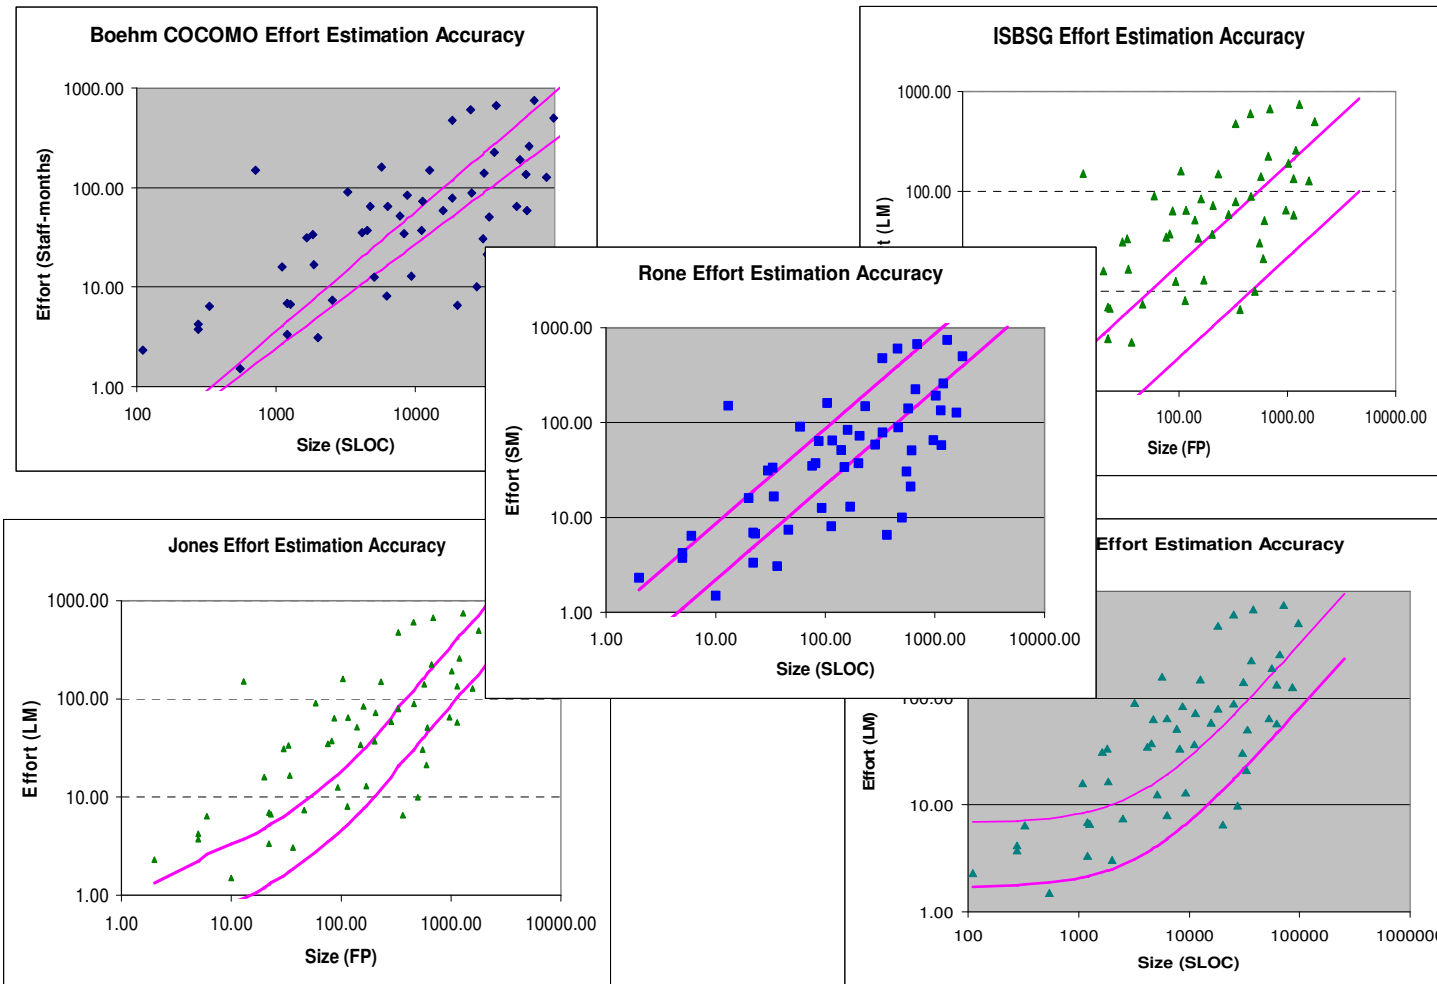 Boehm COCOMO Effort Estimation Accuracy
1000.00
100.00
10.00
1.00
Effort (Staff-months)
100
1000
10000
Size (SLOC)
ISBSG Effort Estimation Accuracy
1000.00
100.00
(LM)
100.00
1000.00
10000.00
Size (FP)
Rone Effort Estimation Accuracy
1000.00
100.00
10.00
1.00
Effort (SM)
1.00
10.00
100.00
1000.00
10000.00
Size (SLOC)
Jones Effort Estimation Accuracy
1000.00
100.00
10.00
1.00
Effort (LM)
1.00
10.00
100.00
1000.00
10000.00
Size (FP)
Effort Estimation Accuracy
10.00
1.00
Effort (LM)
100
1000
10000
100000
Size (SLOC)